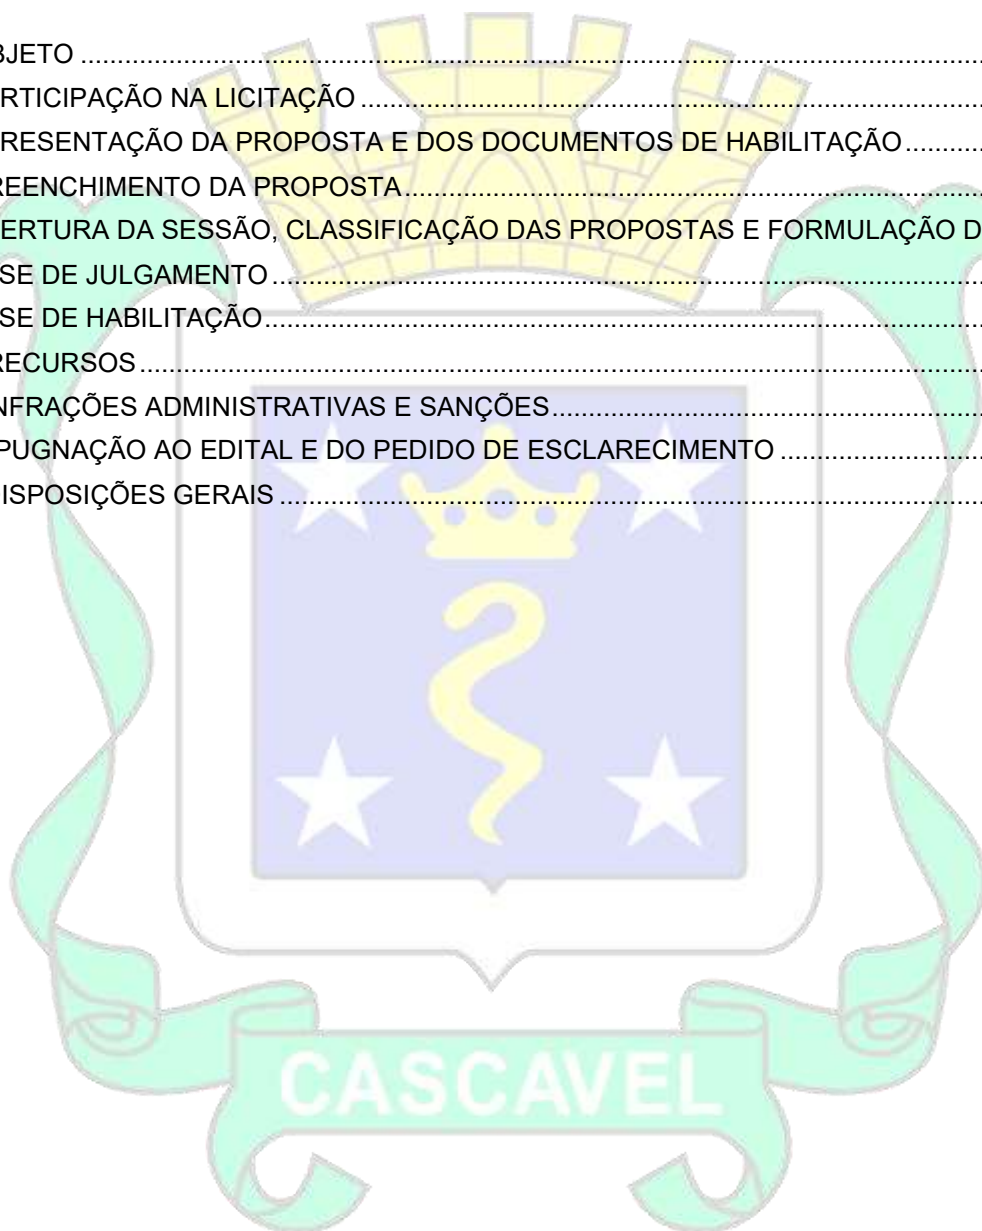 BJETO
RTICIPAÇÃO NA LICITAÇÃO
PRESENTAÇÃO DA PROPOSTA E DOS DOCUMENTOS DE HABILITAÇÃO
REENCHIMENTO DA PROPOSTA
ERTURA DA SESSÃO, CLASSIFICAÇÃO DAS PROPOSTAS E FORMULAÇÃO D
SE DE JULGAMENTO
SE DE HABILITAÇÃO
RECURSOS
NFRAÇÕES ADMINISTRATIVAS E SANÇÕES
PUGNAÇÃO AO EDITAL E DO PEDIDO DE ESCLARECIMENTO
ISPOSIÇÕES GERAIS
CASCAVEL